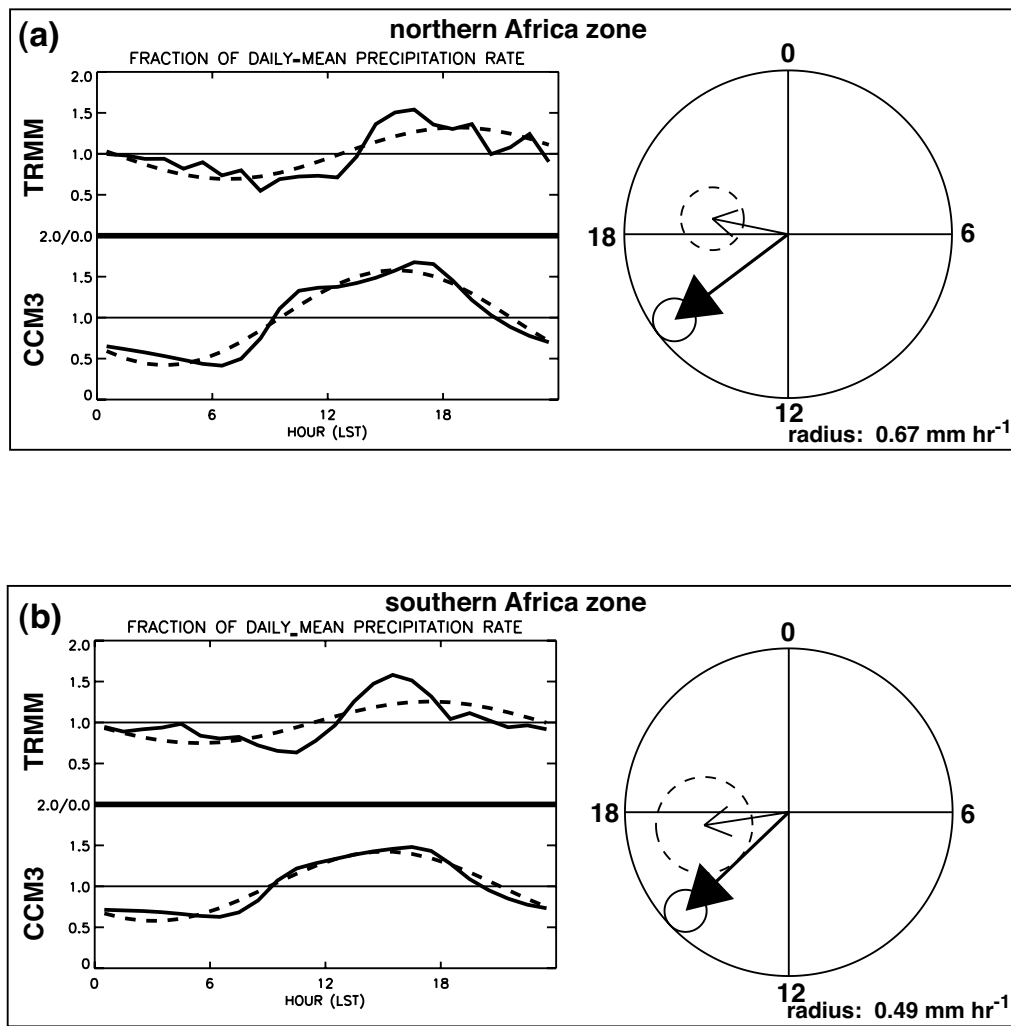 (a)
northern Africa zone
FRACTION OF DAILY-MEAN PRECIPITATION RATE
TRMM
2.0
1.5
1.0
0.5
2.0/0.0
CCM3
1.5
1.0
0.5
0
0 6 12 18
HOUR (LST)
0
18
6
12
radius: 0.67 mm hr-1
(b)
southern Africa zone
FRACTION OF DAILY_MEAN PRECIPITATION RATE
TRMM
2.0
1.5
1.0
0.5
2.0/0.0
CCM3
1.5
1.0
0.5
0
0 6 12 18
HOUR (LST)
0
18
6
12
radius: 0.49 mm hr-1